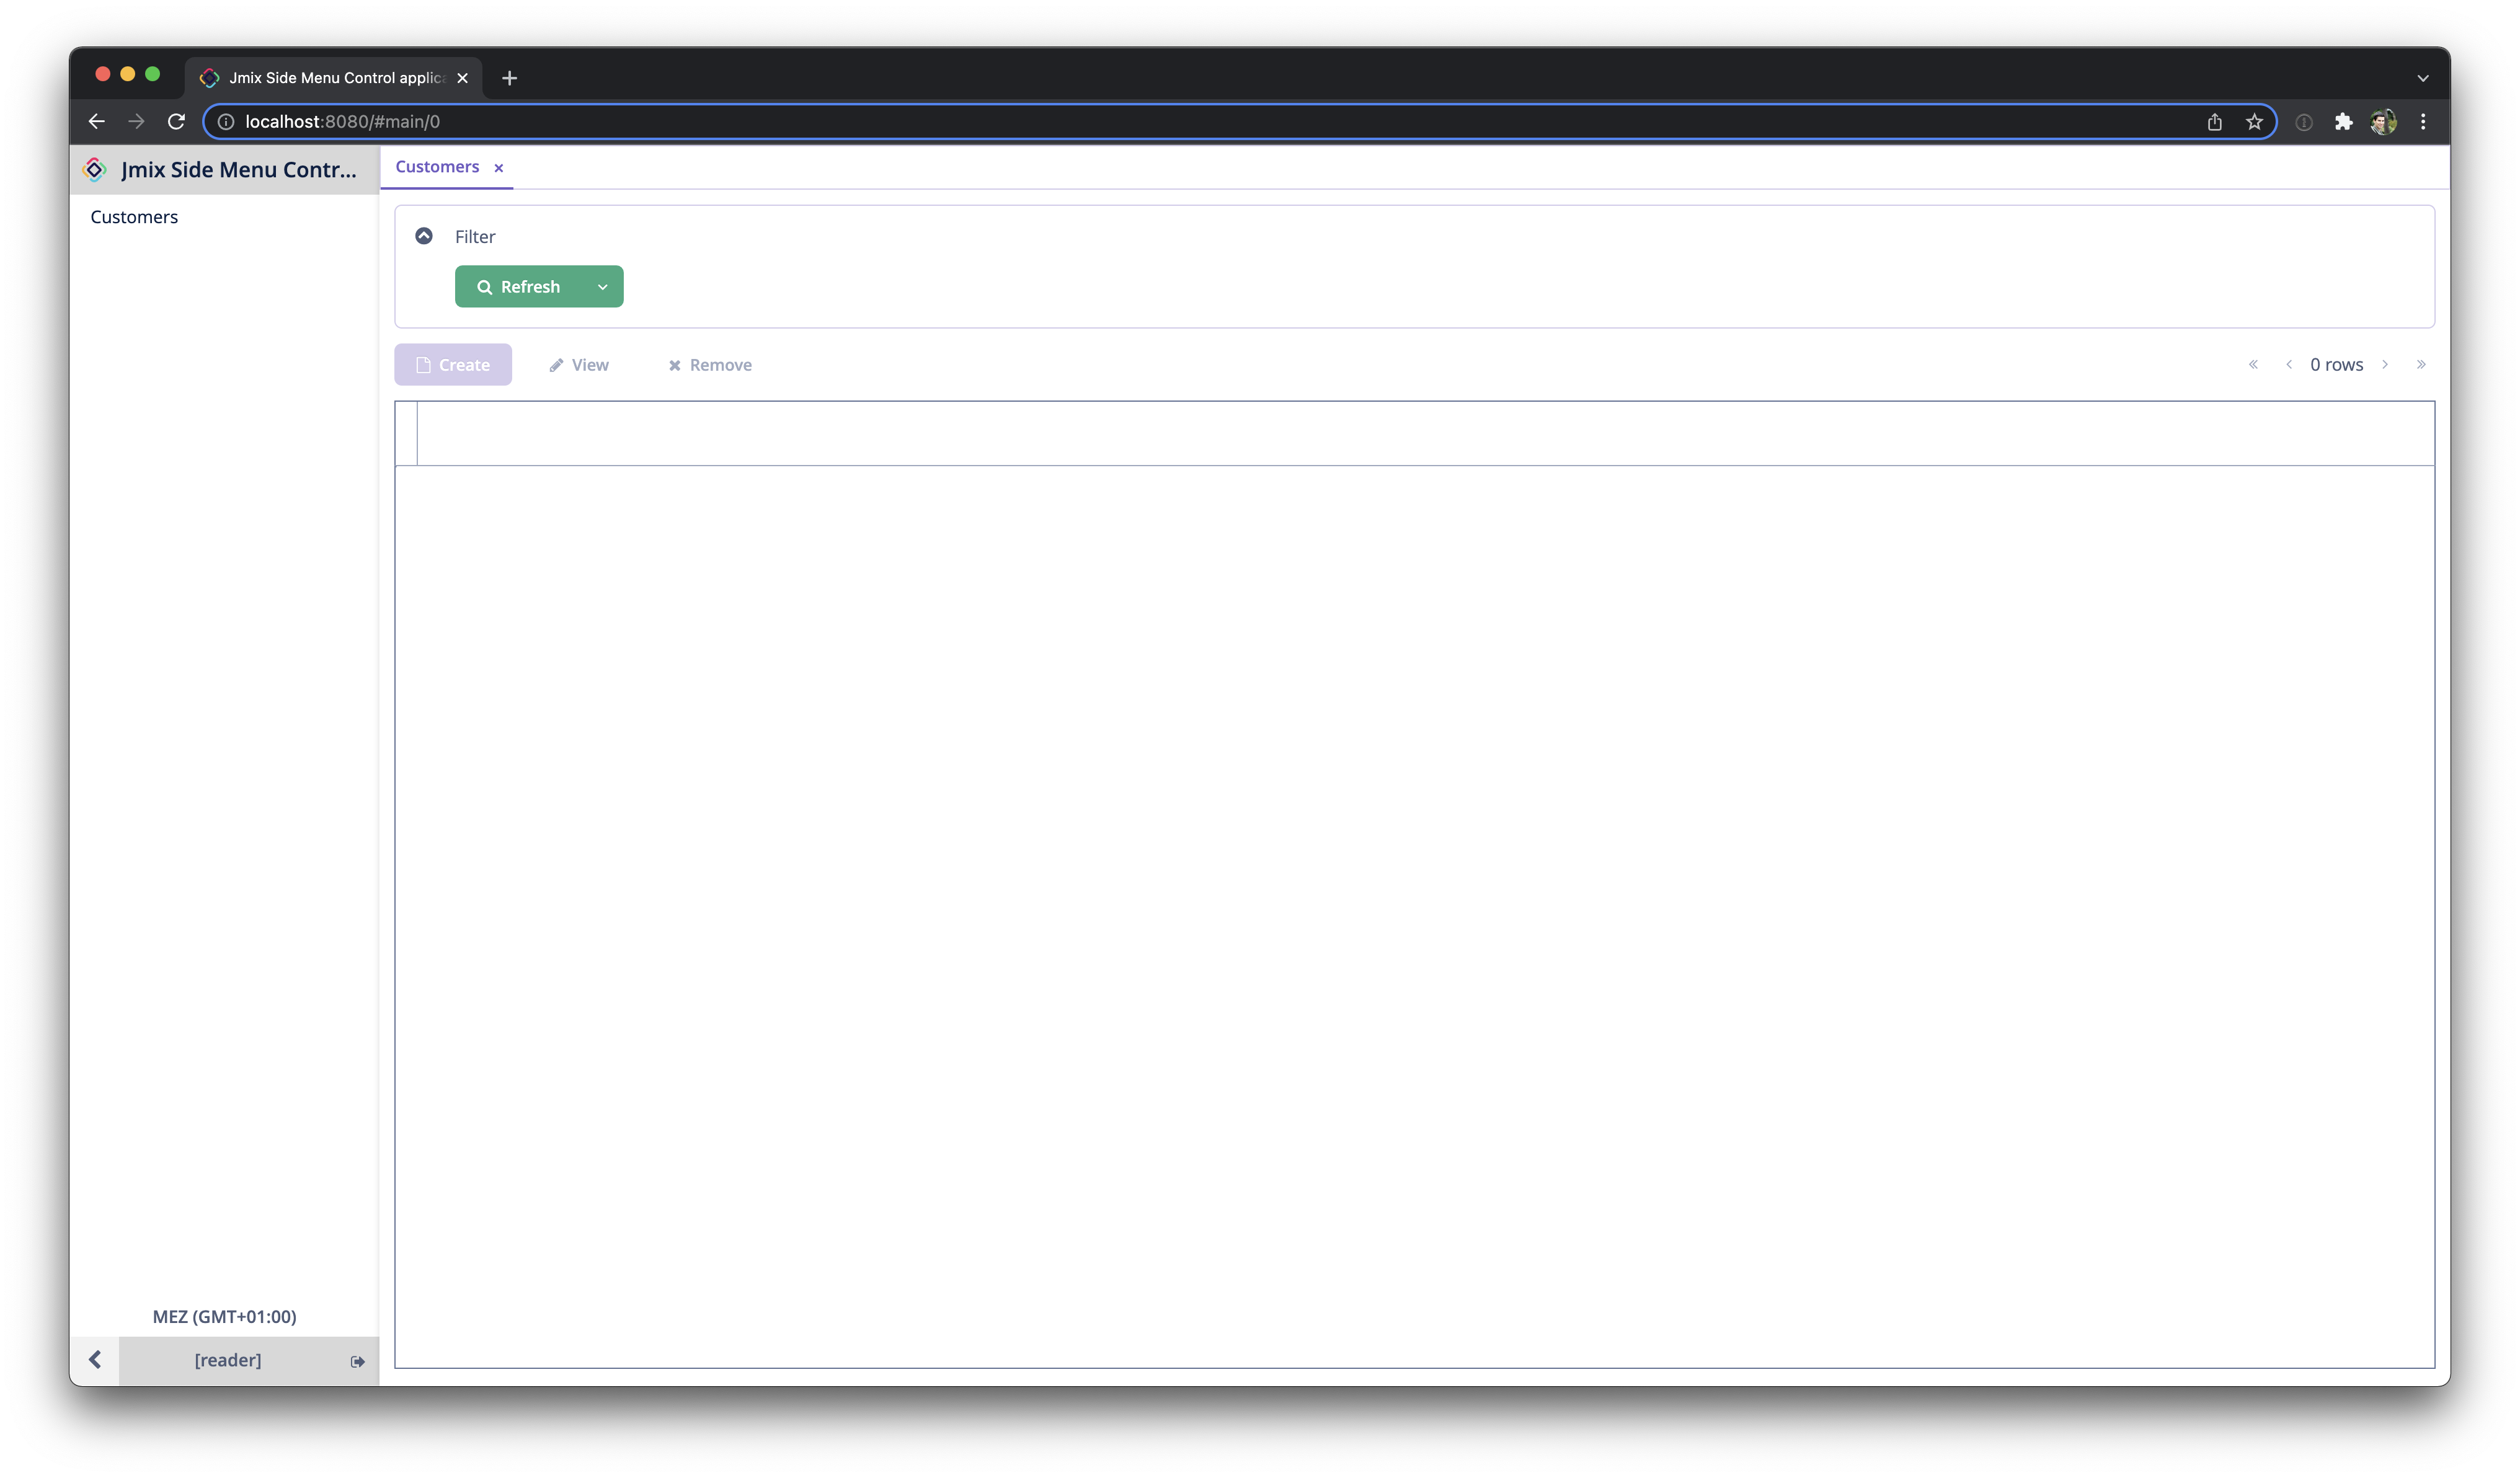 Jmix Side Menu Control applic
localhost:8080/#main/0
Jmix Side Menu Contr...
Customers
Customers
Filter
Refresh
Create View Remove
0 rows
MEZ (GMT+01:00)
[reader]